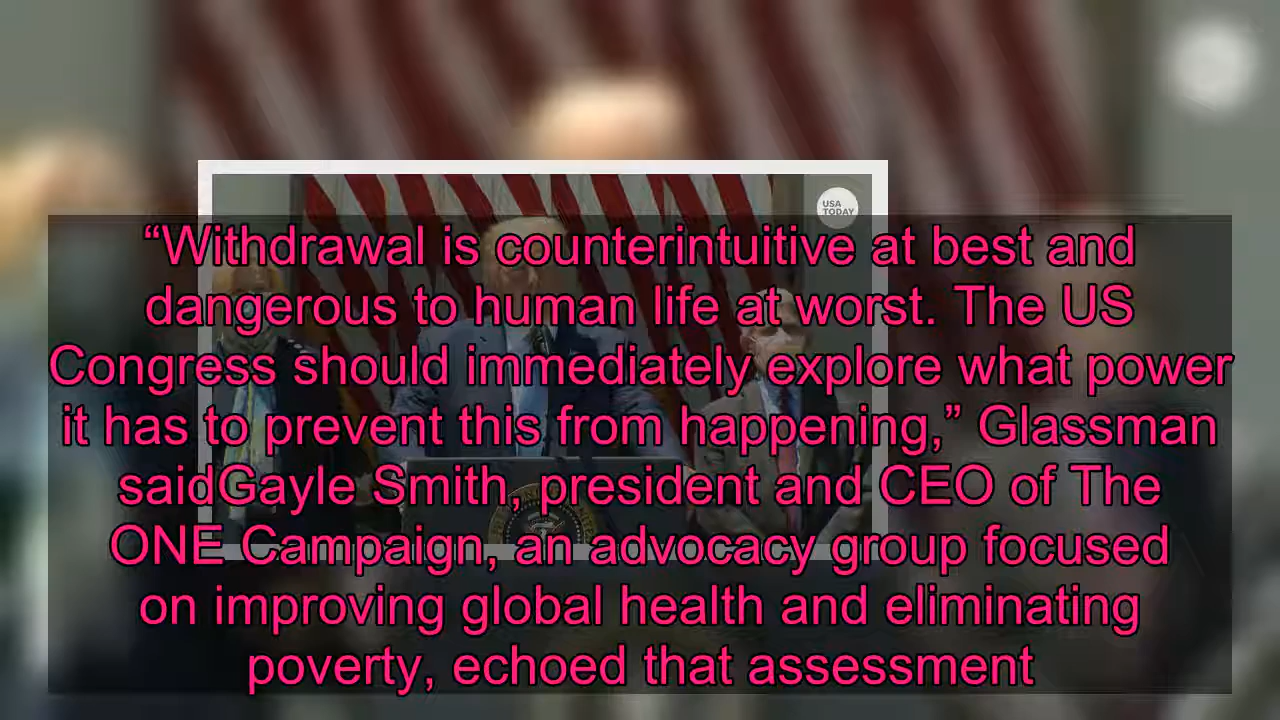 USA
TODAY
“Withdrawal is counterintuitive at best and
dangerous to human life at worst. The US
Congress should immediately explore what power
it has to prevent this from happening,” Glassman
saidGayle Smith, president and CEO of The
ONE Campaign, an advocacy group focused
on improving global health and eliminating
poverty, echoed that assessment